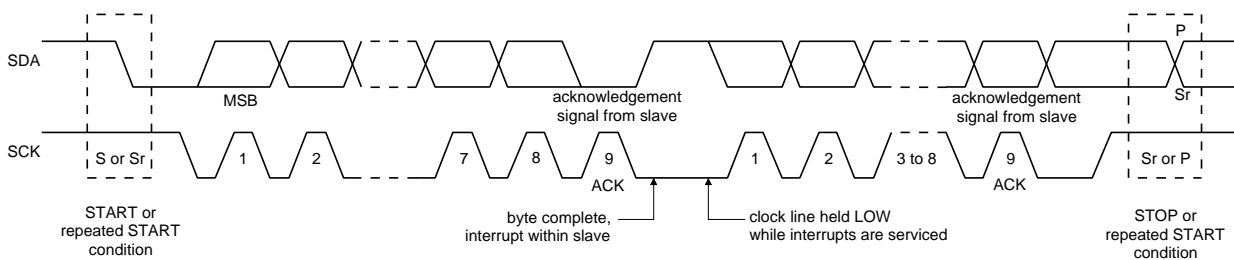 P
SDA
MSB
acknowledgement
signal from slave
acknowledgement
signal from slave
Sr
SCK
S or Sr
1
2
7
8
9
1
2
3 to 8
9
Sr or P
ACK
ACK
START or
repeated START
condition
byte complete,
interrupt within slave
clock line held LOW
while interrupts are serviced
STOP or
repeated START
condition